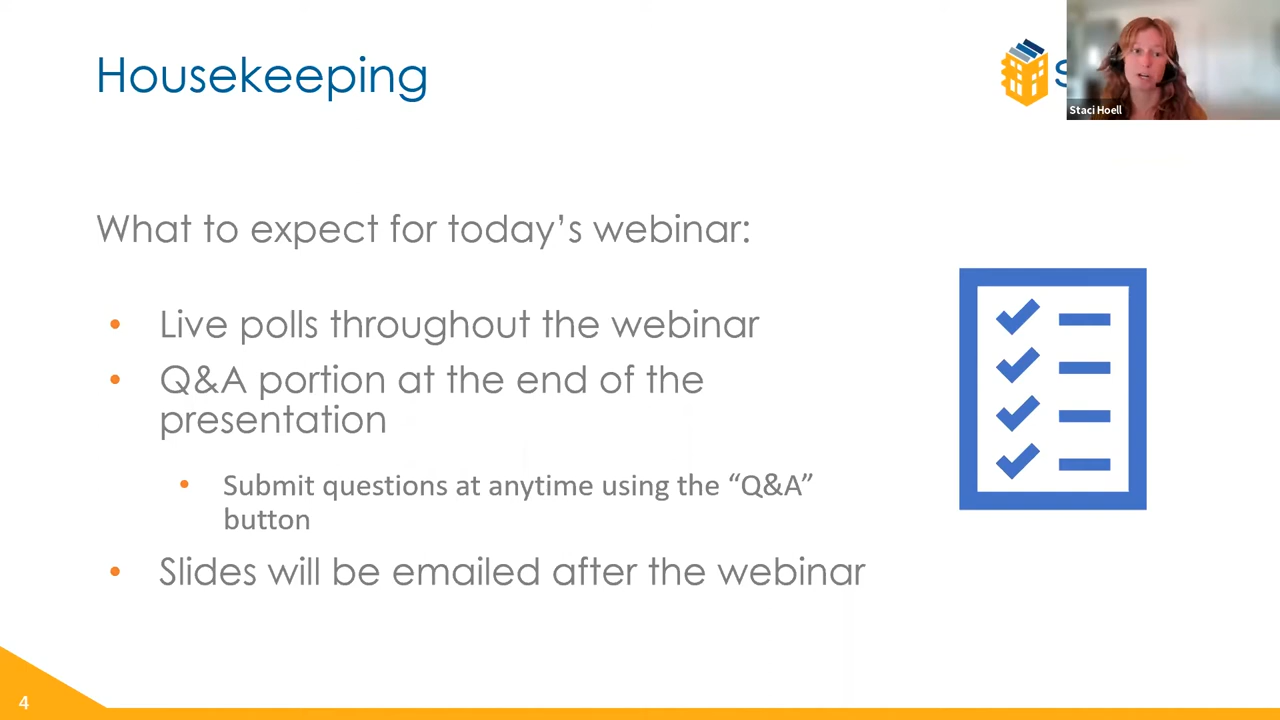 Housekeeping
Staci Hoell
What to expect for today’s webinar:
• Live polls throughout the webinar
• Q&A portion at the end of the
presentation
• Submit questions at anytime using the “Q&A”
button
• Slides will be emailed after the webinar
4